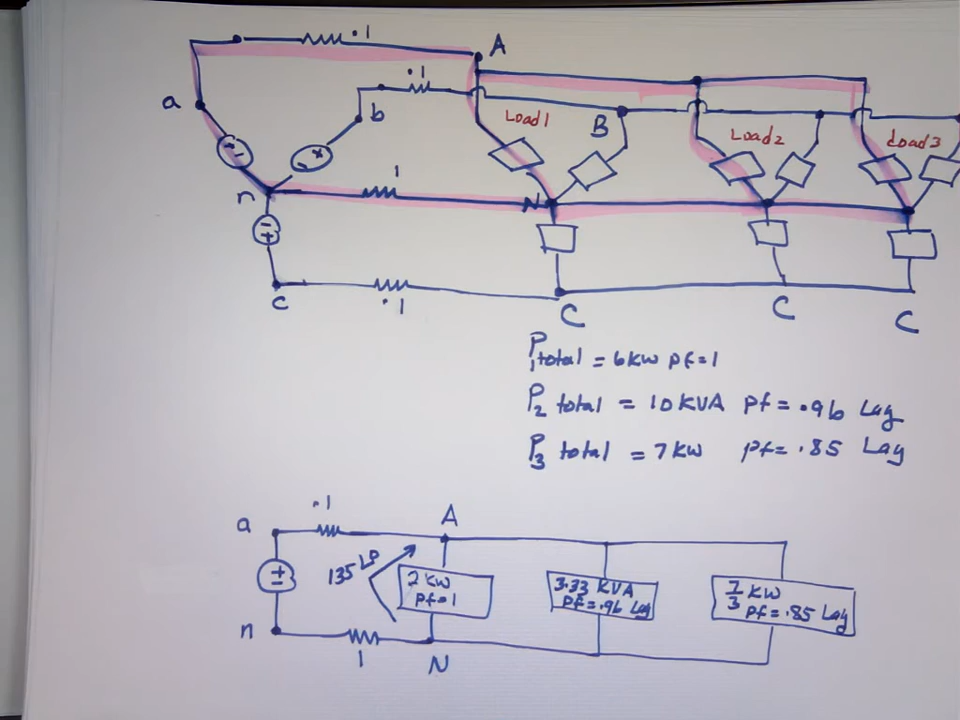 .1
A
.1
a
b
Load1
B
Load2
Load3
n
1
N
c
.1
C
C
C
P1 total = 6kw pf=1
P2 total = 10KVA pf = .96 Lag
P3 total = 7kw pf= .85 Lag
.1
a
A
135 LP
2 kw
pf=1
3.33 KVA
pf=.96 Lag
7/3 kw
pf=.85 Lag
n
1
N